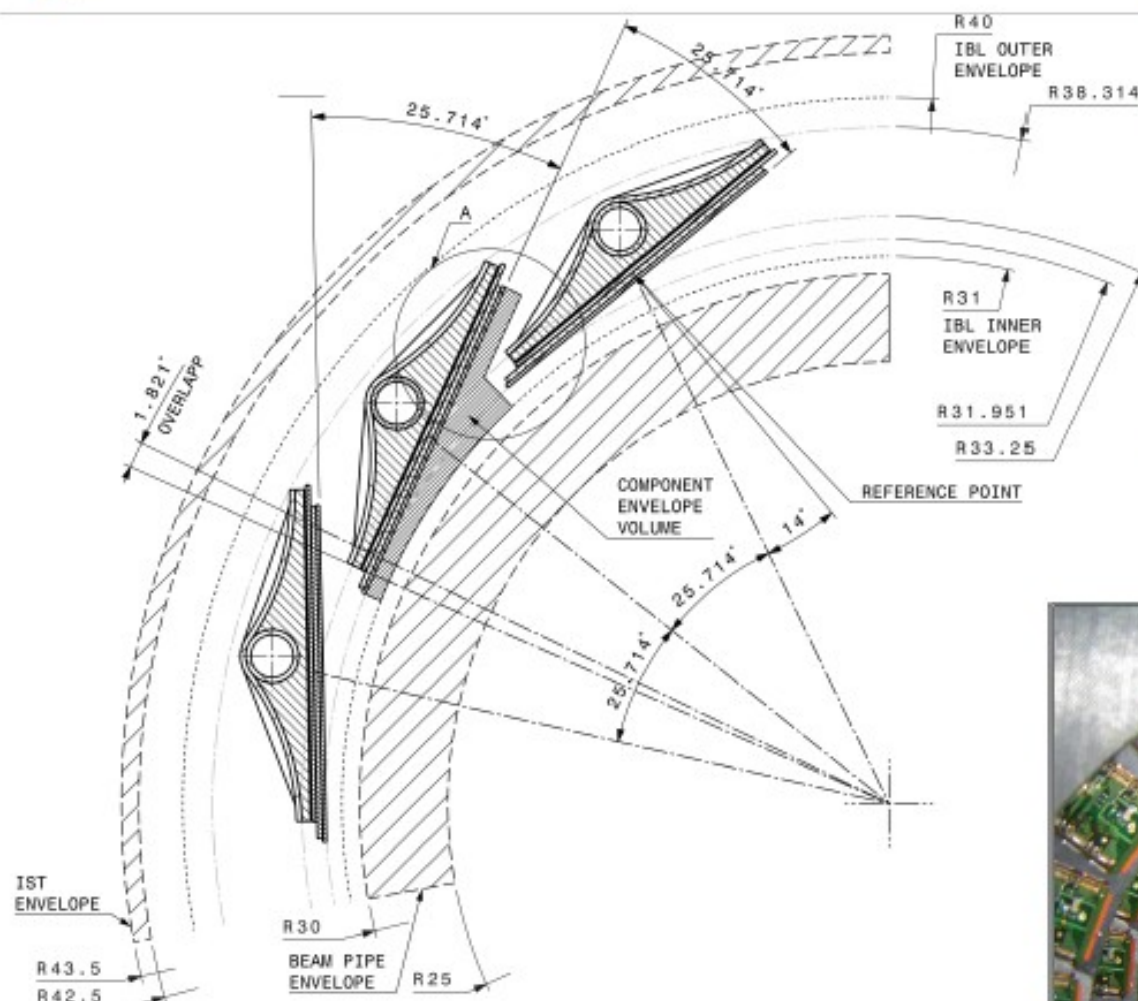 R40
IBL OUTER
ENVELOPE
R38.314
25.714°
25.714°
A
R31
IBL INNER
ENVELOPE
1.821°
OVERLAPP
R31.951
R33.25
COMPONENT
ENVELOPE
VOLUME
REFERENCE POINT
14°
25.714°
25.714°
IST
ENVELOPE
R30
BEAM PIPE
ENVELOPE
R25
R43.5
R42.5